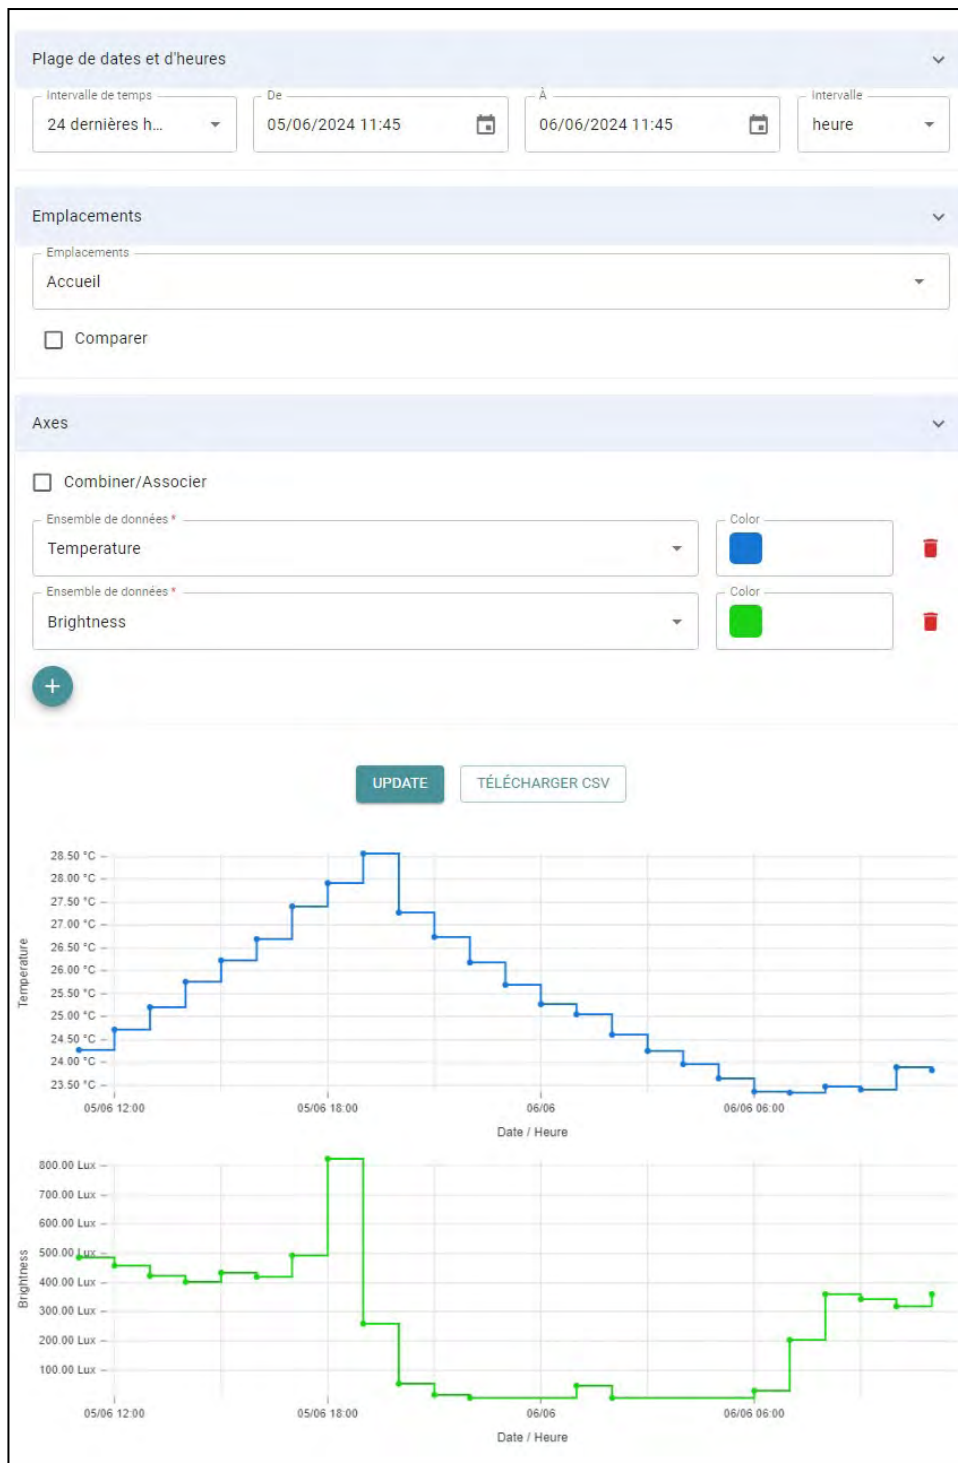 Plage de dates et d'heures
Intervalle de temps De À Intervalle
24 dernières h... 05/06/2024 11:45 06/06/2024 11:45 heure
Emplacements
Emplacements
Accueil
Comparer
Axes
Combiner/Associer
Ensemble de données * Color
Temperature
Ensemble de données * Color
Brightness
+
UPDATE TÉLÉCHARGER CSV
28.50 °C
28.00 °C
27.50 °C
27.00 °C
26.50 °C
26.00 °C
25.50 °C
25.00 °C
24.50 °C
24.00 °C
23.50 °C
Temperature
05/06 12:00 05/06 18:00 06/06 06/06 06:00
Date / Heure
800.00 Lux
700.00 Lux
600.00 Lux
500.00 Lux
400.00 Lux
300.00 Lux
200.00 Lux
100.00 Lux
Brightness
05/06 12:00 05/06 18:00 06/06 06/06 06:00
Date / Heure